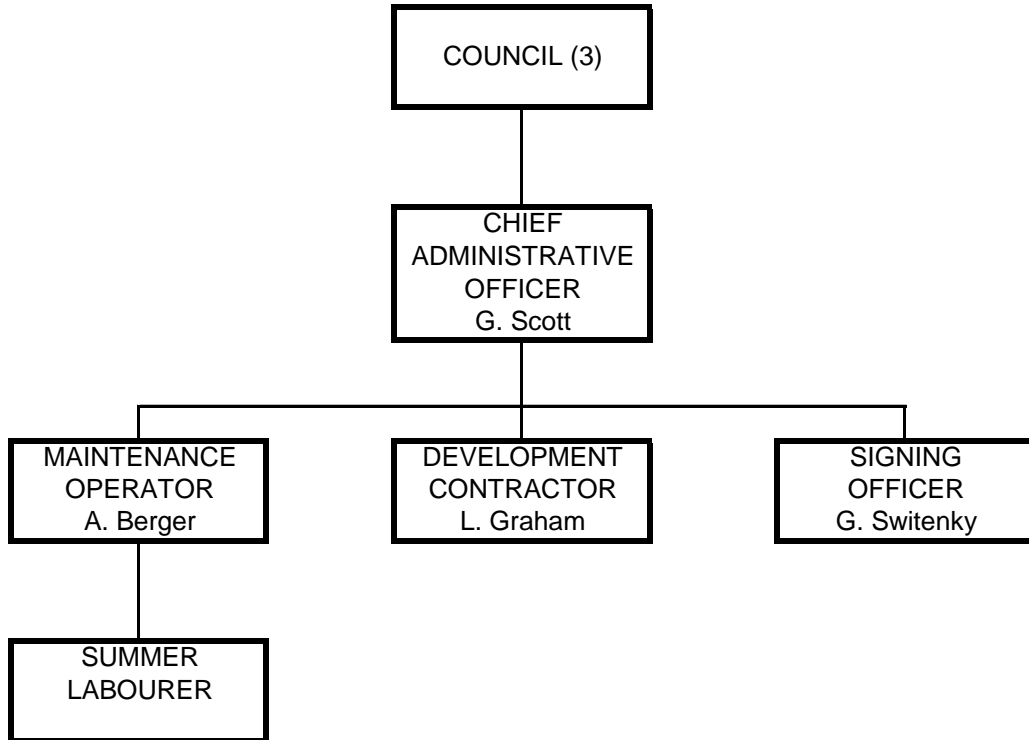 COUNCIL (3)
CHIEF
ADMINISTRATIVE
OFFICER
G. Scott
MAINTENANCE
OPERATOR
A. Berger
DEVELOPMENT
CONTRACTOR
L. Graham
SIGNING
OFFICER
G. Switenky
SUMMER
LABOURER